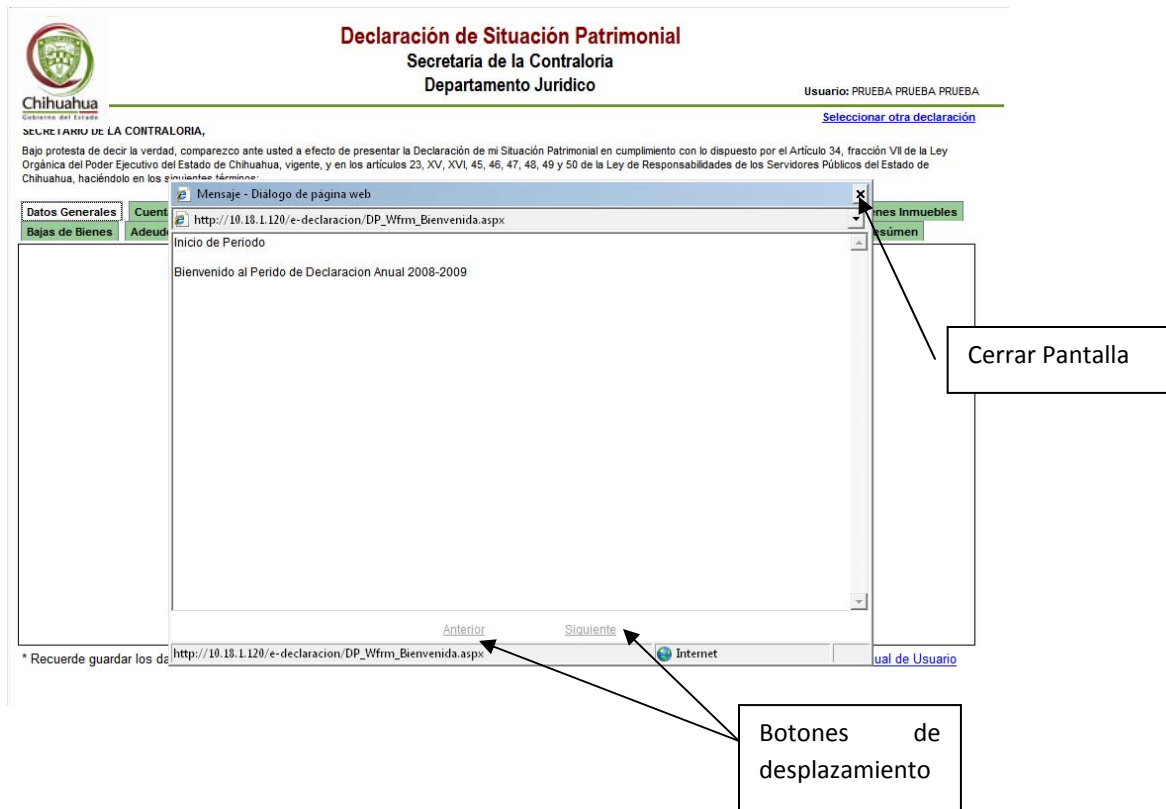 Declaración de Situación Patrimonial
Secretaria de la Contraloria
Departamento Jurídico
Chihuahua
Gobierno del Estado
Usuario: PRUEBA PRUEBA PRUEBA
Seleccionar otra declaración
SECRETARIO DE LA CONTRALORIA,
Bajo protesta de decir la verdad, comparezco ante usted a efecto de presentar la Declaración de mi Situación Patrimonial en cumplimiento con lo dispuesto por el Artículo 34, fracción VII de la Ley
Orgánica del Poder Ejecutivo del Estado de Chihuahua, vigente, y en los artículos 23, XV, XVI, 45, 46, 47, 48, 49 y 50 de la Ley de Responsabilidades de los Servidores Públicos del Estado de
Chihuahua, haciéndolo en los siguientes términos:
Mensaje - Diálogo de página web
Datos Generales Cuent enes Inmuebles
http://10.18.1.120/e-declaracion/DP_Wfrm_Bienvenida.aspx
Bajas de Bienes Adeud esúmen
Inicio de Periodo
Bienvenido al Perido de Declaracion Anual 2008-2009
Cerrar Pantalla
Anterior Siguiente
* Recuerde guardar los da http://10.18.1.120/e-declaracion/DP_Wfrm_Bienvenida.aspx Internet ual de Usuario
Botones de
desplazamiento